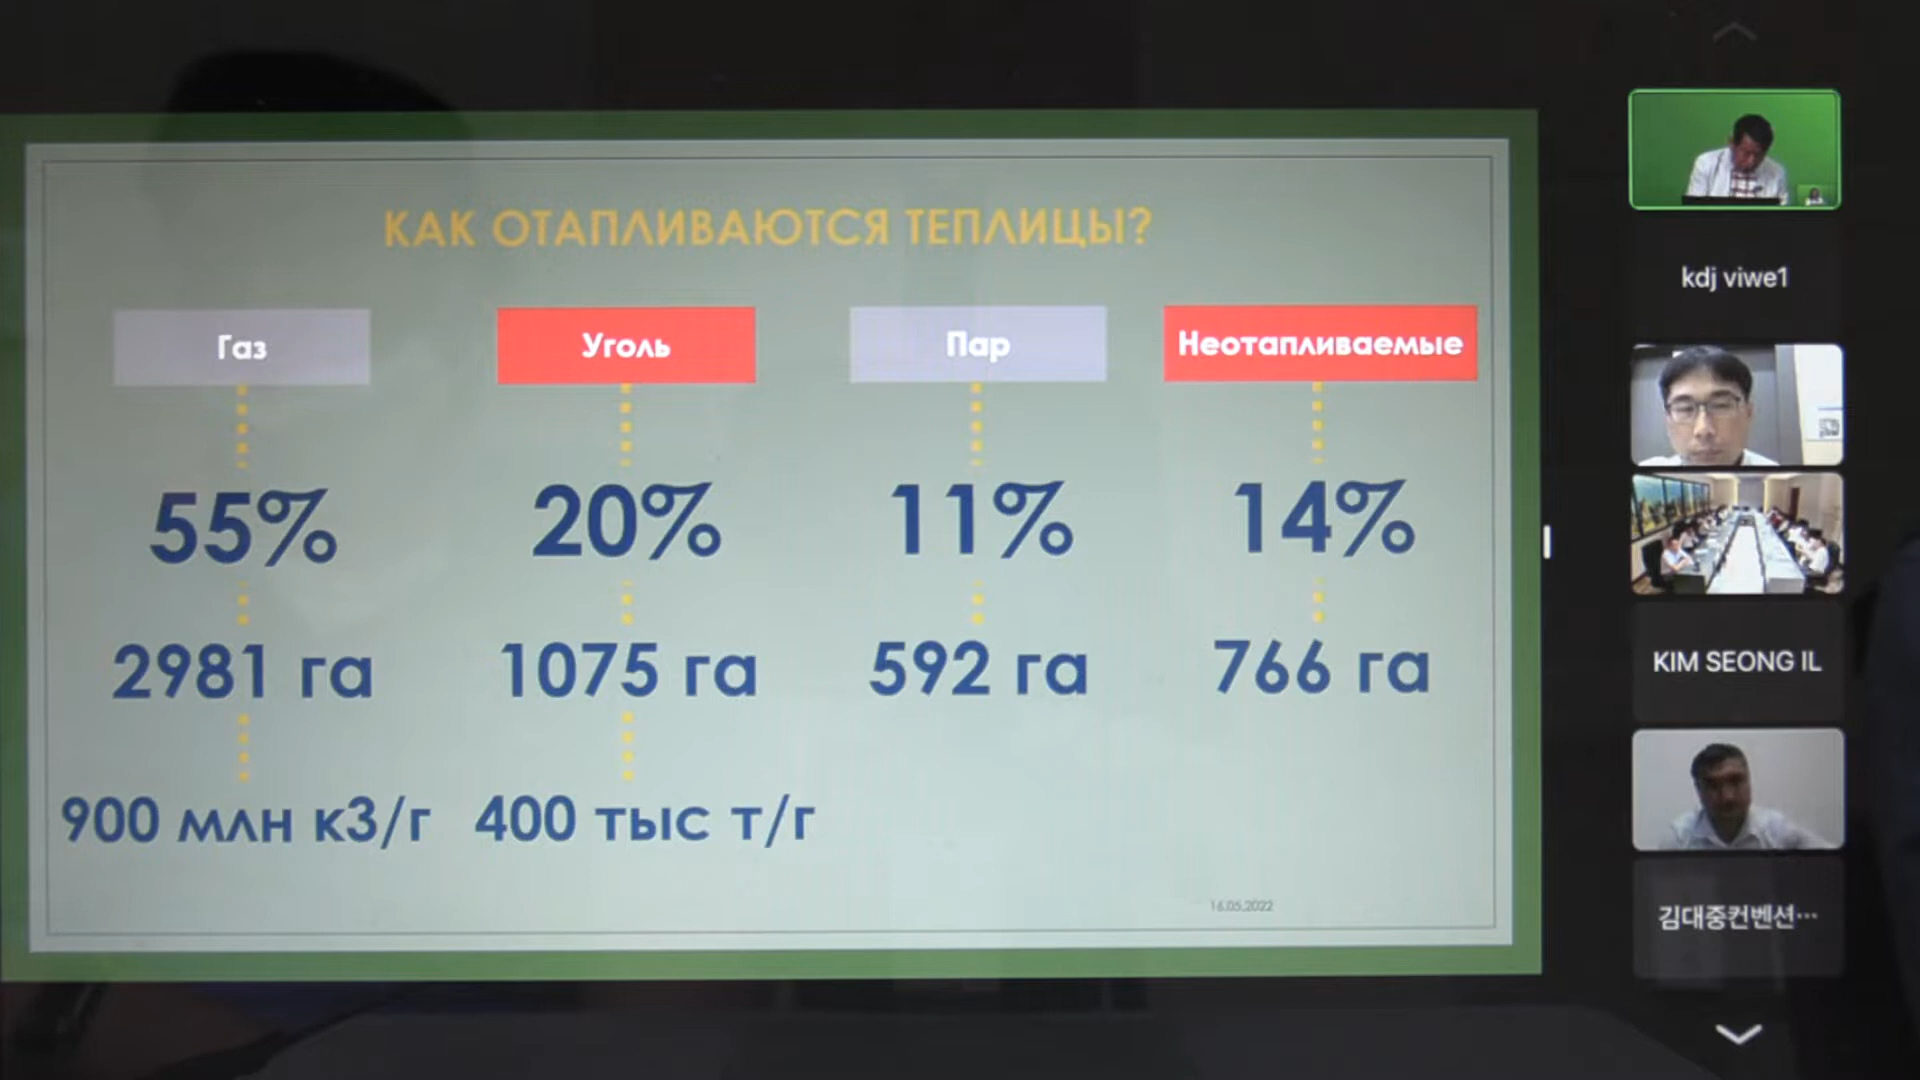 КАК ОТАПЛИВАЮТСЯ ТЕПЛИЦЫ?
Газ
Уголь
Пар
Неотапливаемые
55%
20%
11%
14%
2981 га
1075 га
592 га
766 га
900 млн к3/г
400 тыс т/г
16.05.2022
kdj viwe1
KIM SEONG IL
김대중컨벤션…